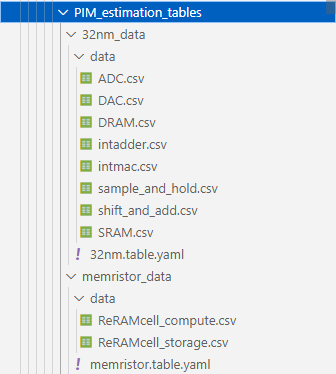 PIM_estimation_tables
32nm_data
data
ADC.csv
DAC.csv
DRAM.csv
intadder.csv
intmac.csv
sample_and_hold.csv
shift_and_add.csv
SRAM.csv
! 32nm.table.yaml
memristor_data
data
ReRAMcell_compute.csv
ReRAMcell_storage.csv
! memristor.table.yaml